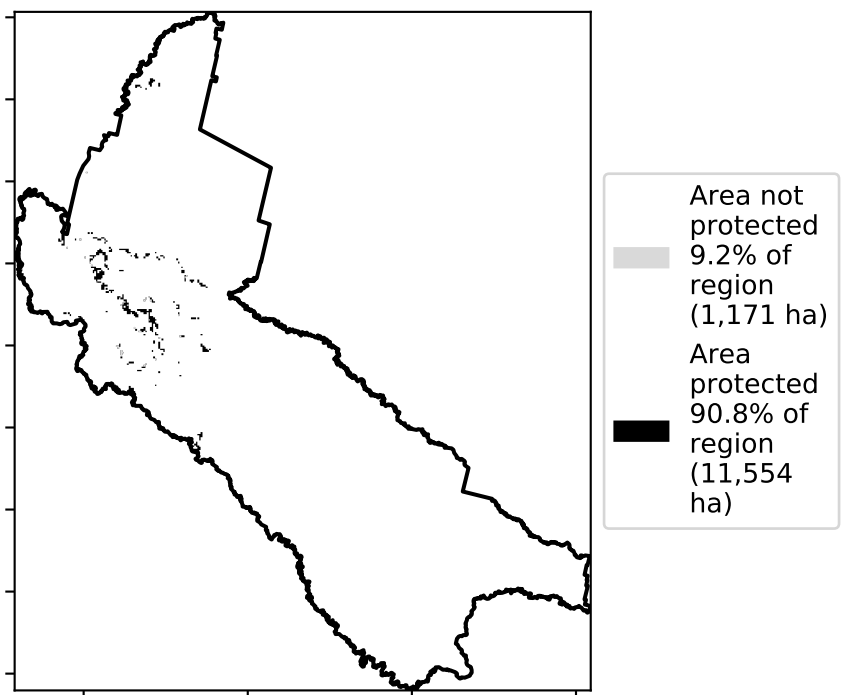 Area not
protected
9.2% of
region
(1,171 ha)
Area
protected
90.8% of
region
(11,554
ha)